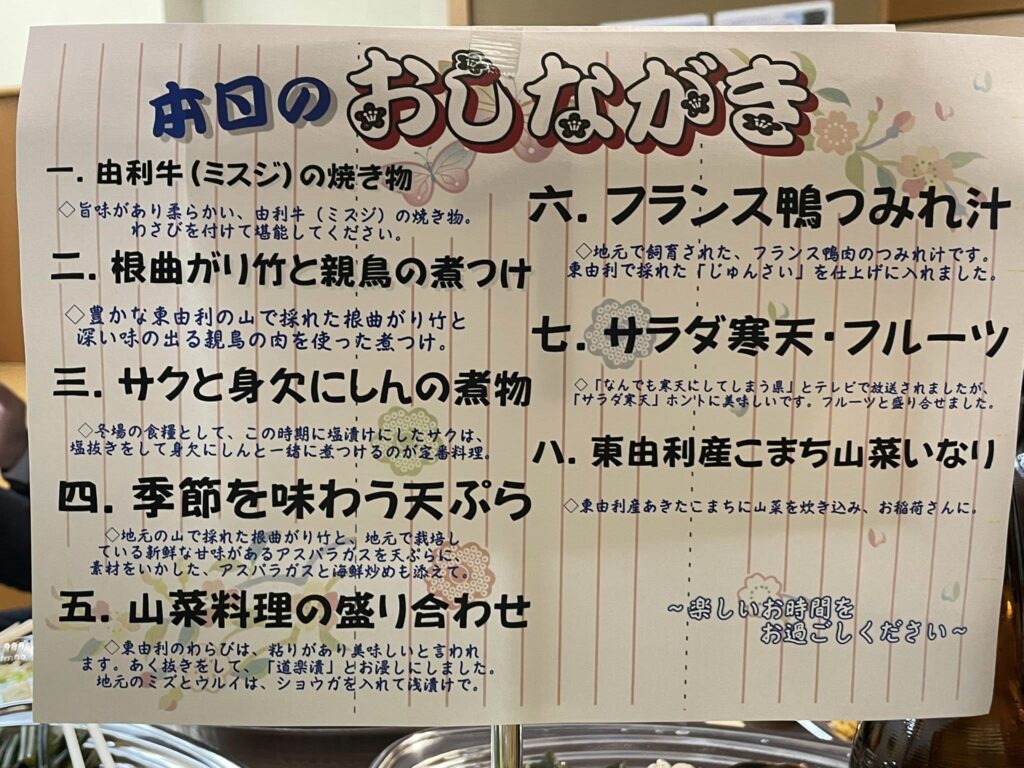 本日のおしながき
一. 由利牛(ミスジ)の焼き物
◇旨味があり柔らかい、由利牛(ミスジ)の焼き物。
わさびを付けて堪能してください。
二. 根曲がり竹と親鳥の煮つけ
◇豊かな東由利の山で採れた根曲がり竹と
深い味の出る親鳥の肉を使った煮つけ。
三. サクと身欠にしんの煮物
◇冬場の食糧として、この時期に塩漬けにしたサクは、
塩抜きをして身欠にしんと一緒に煮つけるのが定番料理。
四. 季節を味わう天ぷら
◇地元の山で採れた根曲がり竹と、地元で栽培し
ている新鮮な甘味があるアスパラガスを天ぷらに、
素材をいかした、アスパラガスと海鮮炒めも添えて。
五. 山菜料理の盛り合わせ
◇東由利のわらびは、粘りがあり美味しいと言われ
ます。あく抜きをして、「道楽漬」とお浸しにしました。
地元のミズとウルイは、ショウガを入れて浅漬けで。
六. フランス鴨つみれ汁
◇地元で飼育された、フランス鴨肉のつみれ汁です。
東由利で採れた「じゅんさい」を仕上げに入れました。
七. サラダ寒天・フルーツ
◇「なんでも寒天にしてしまう県」とテレビで放送されましたが、
「サラダ寒天」ホントに美味しいです。フルーツと盛り合せました。
八. 東由利産こまち山菜いなり
◇東由利産あきたこまちに山菜を炊き込み、お稲荷さんに。
~楽しいお時間を
お過ごしください~